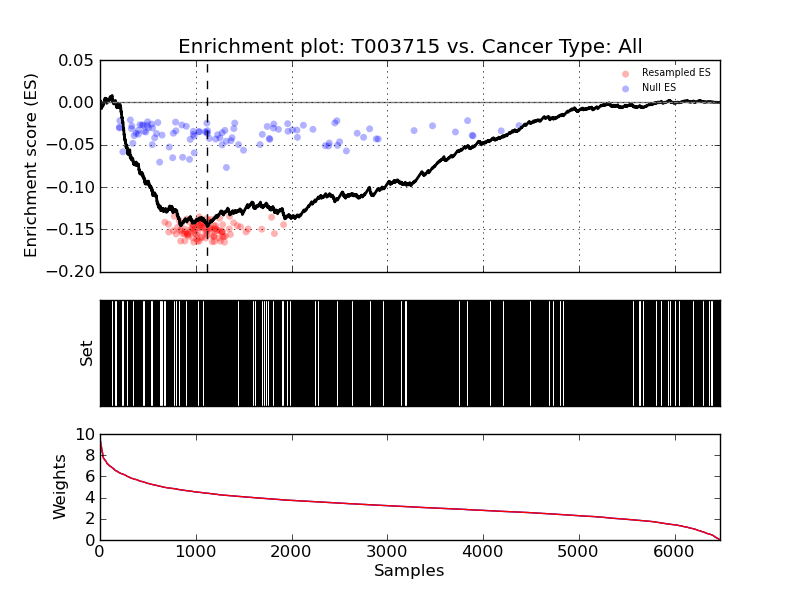 Enrichment plot: T003715 vs. Cancer Type: All
Enrichment score (ES)
0.05
0.00
−0.05
−0.10
−0.15
−0.20
Resampled ES
Null ES
Set
Weights
10
8
6
4
2
0
0 1000 2000 3000 4000 5000 6000
Samples